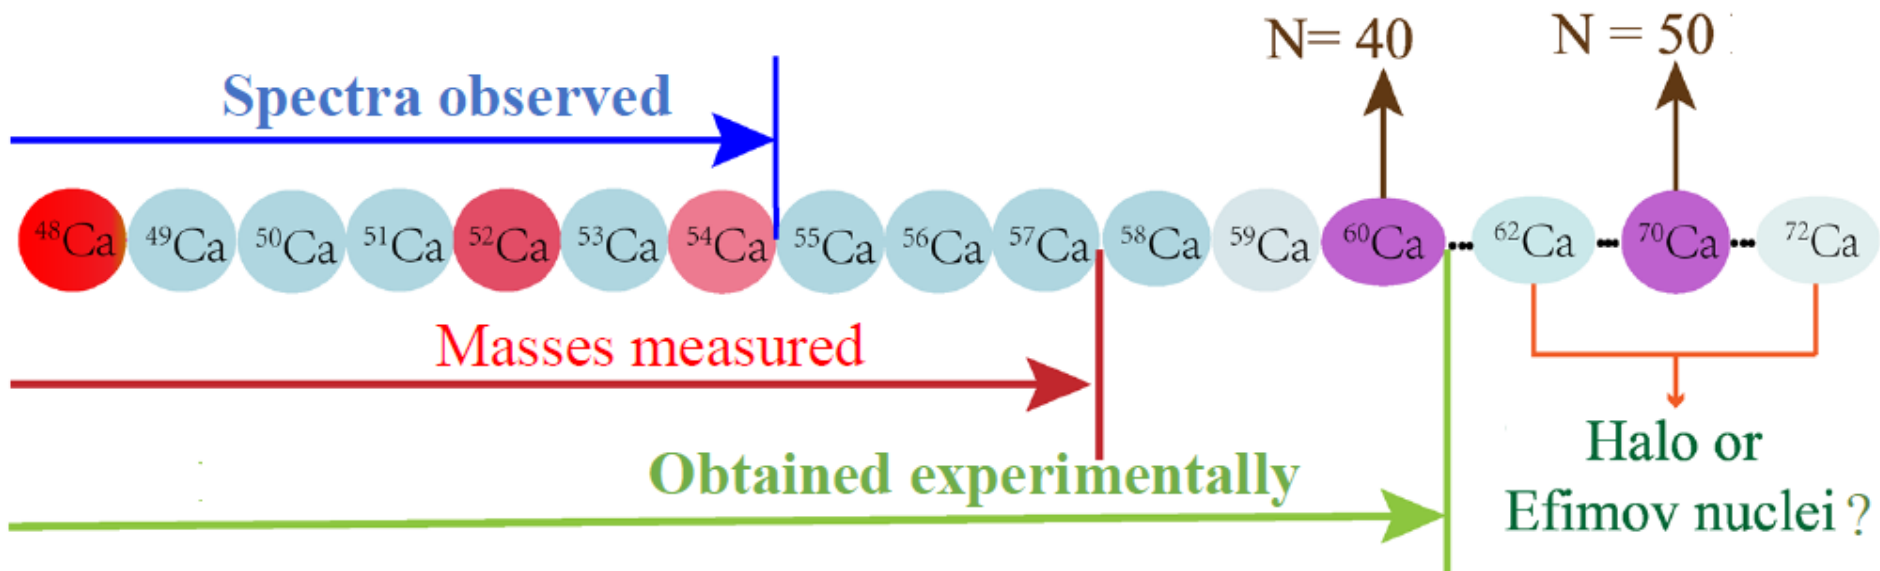 N= 40
N = 50
Spectra observed
⁴⁸Ca ⁴⁹Ca ⁵⁰Ca ⁵¹Ca ⁵²Ca ⁵³Ca ⁵⁴Ca ⁵⁵Ca ⁵⁶Ca ⁵⁷Ca ⁵⁸Ca ⁵⁹Ca ⁶⁰Ca ... ⁶²Ca ... ⁷⁰Ca ... ⁷²Ca
Masses measured
Obtained experimentally
Halo or
Efimov nuclei ?